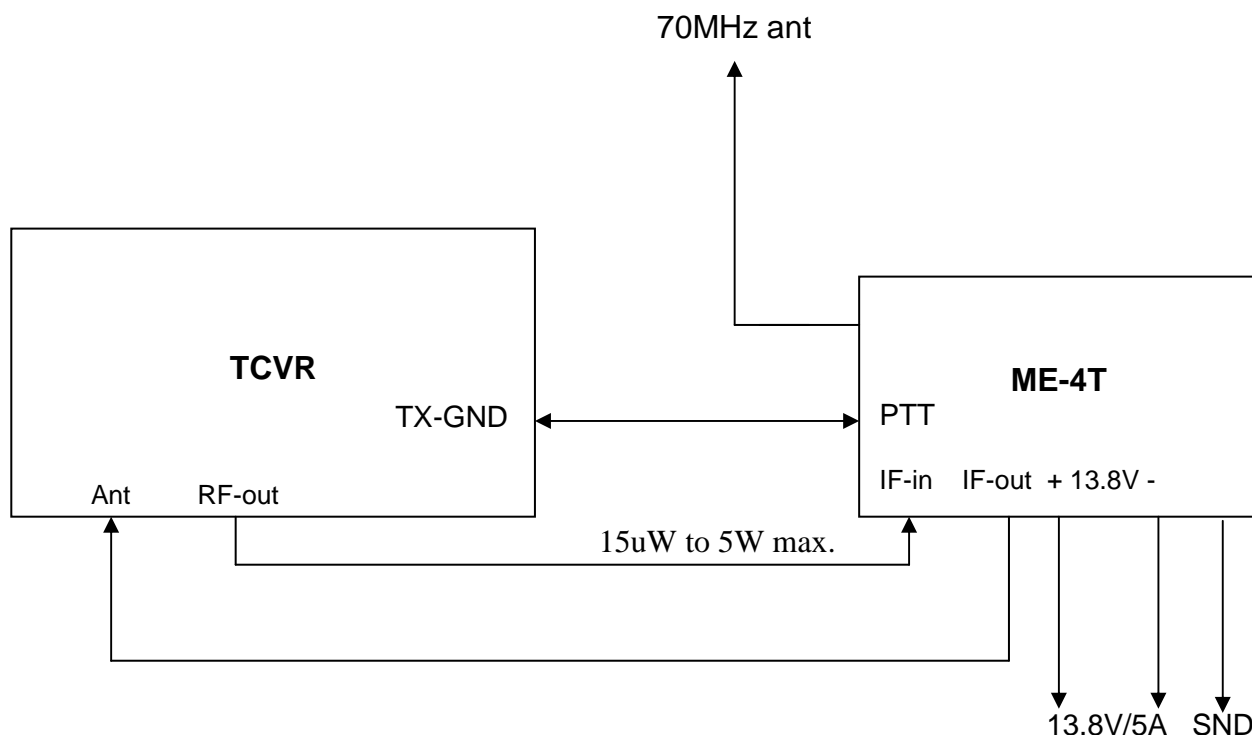 70MHz ant
TCVR
ME-4T
TX-GND
PTT
Ant
RF-out
IF-in
IF-out
+ 13.8V -
15uW to 5W max.
13.8V/5A
SND